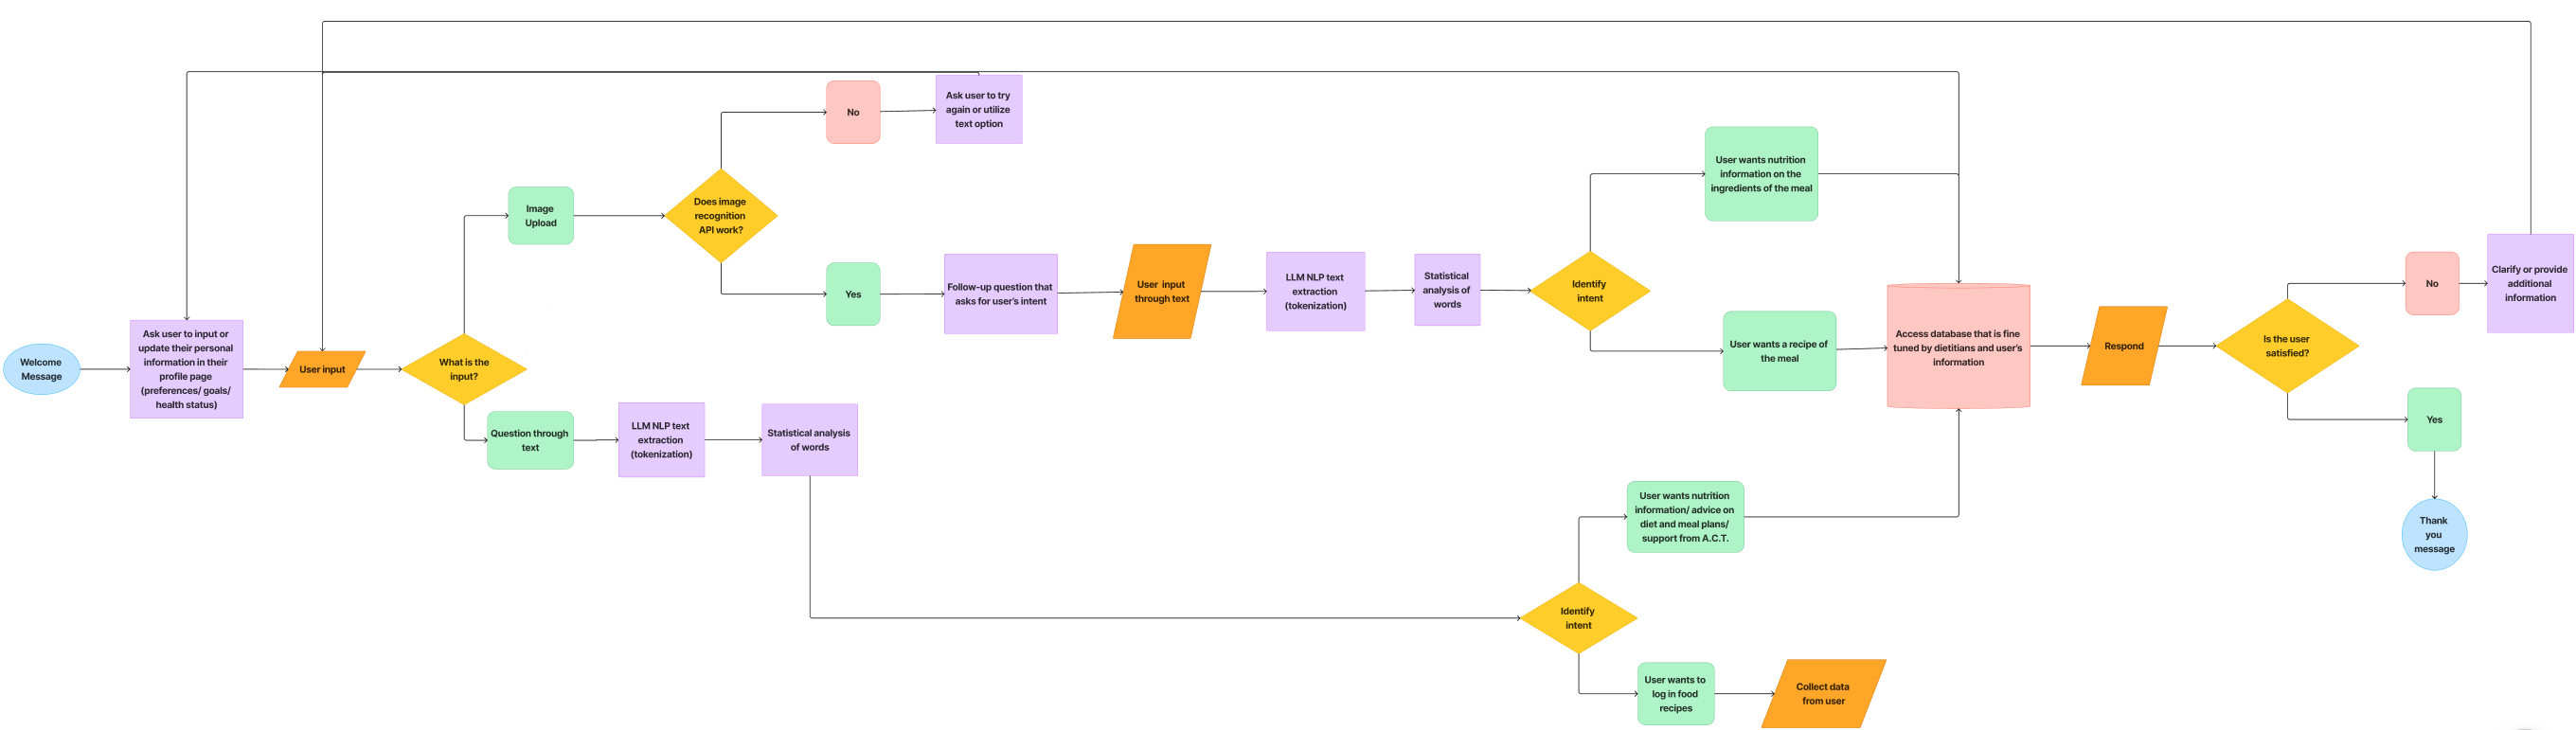 Welcome
Message
Ask user to input or
update their personal
information in their
profile page
(preferences/ goals/
health status)
User input
What is the
input?
Image
Upload
Does image
recognition
API work?
No
Ask user to try
again or utilize
text option
Yes
Follow-up question that
asks for user's intent
User  input
through text
LLM NLP text
extraction
(tokenization)
Statistical
analysis of
words
Identify
intent
User wants nutrition
information on the
ingredients of the meal
User wants a recipe of
the meal
Question through
text
LLM NLP text
extraction
(tokenization)
Statistical analysis
of words
Identify
intent
User wants nutrition
information/ advice on
diet and meal plans/
support from A.C.T.
User wants to
log in food
recipes
Collect data
from user
Access database that is fine
tuned by dietitians and user's
information
Respond
Is the user
satisfied?
No
Clarify or provide
additional
information
Yes
Thank
you
message